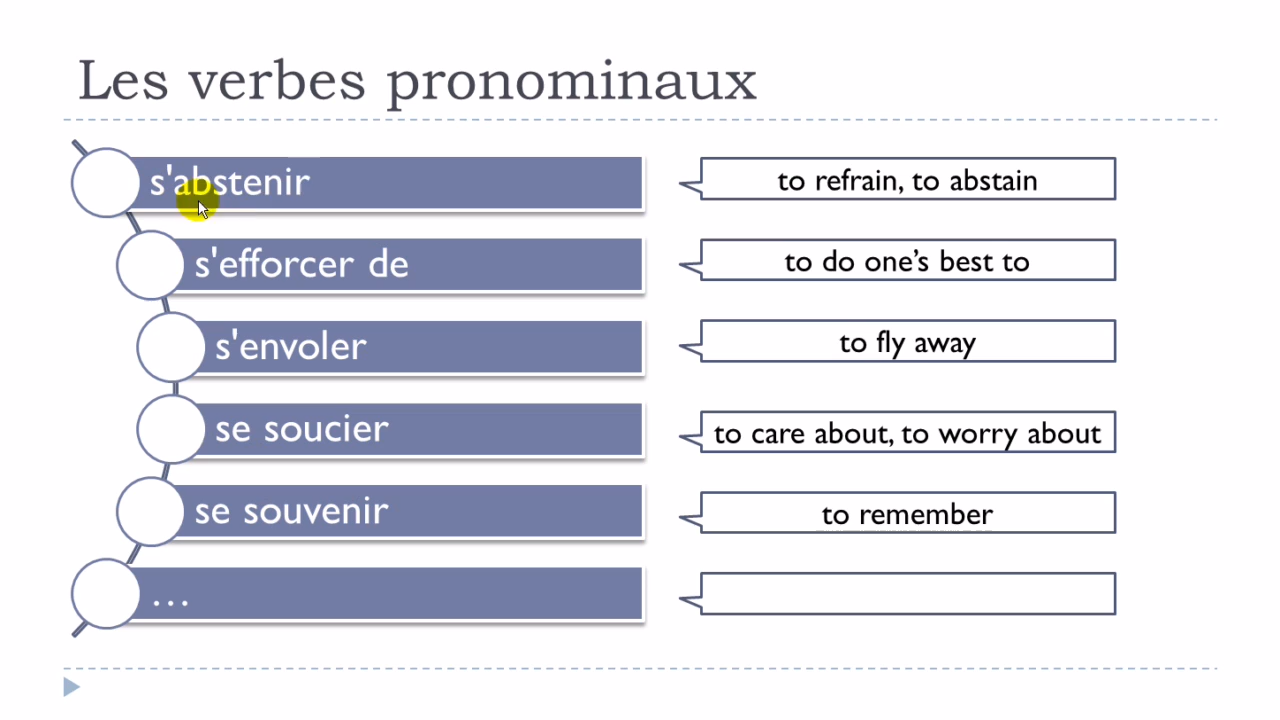 Les verbes pronominaux
s'abstenir
to refrain, to abstain
s'efforcer de
to do one’s best to
s'envoler
to fly away
se soucier
to care about, to worry about
se souvenir
to remember
…